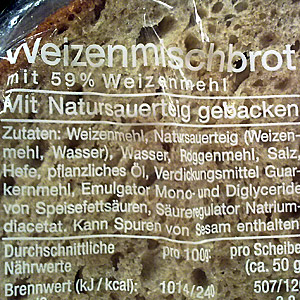 Weizenmischbrot
mit 59% Weizenmehl
Mit Natursauerteig gebacken
Zutaten: Weizenmehl, Natursauerteig (Weizen-
mehl, Wasser), Wasser, Roggenmehl, Salz,
Hefe, pflanzliches Öl, Verdickungsmittel Guar-
kernmehl, Emulgator Mono- und Diglyceride
von Speisefettsäuren, Säureregulator Natrium-
diacetat. Kann Spuren von Sesam enthalten
Durchschnittliche pro 100g: pro Scheibe
Nährwerte (ca. 50 g
Brennwert (kJ / kcal): 1014/240 507/12